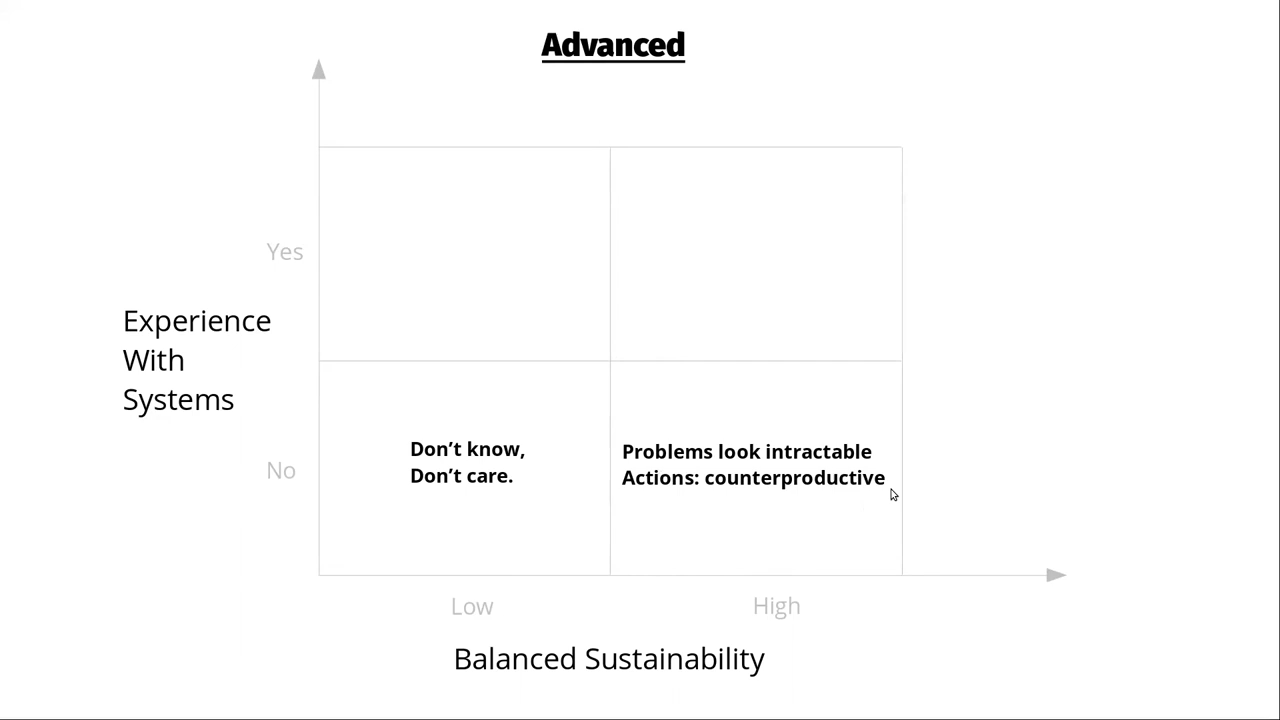 Advanced
Yes
Experience
With
Systems
No
Don’t know,
Don’t care.
Problems look intractable
Actions: counterproductive
Low
High
Balanced Sustainability